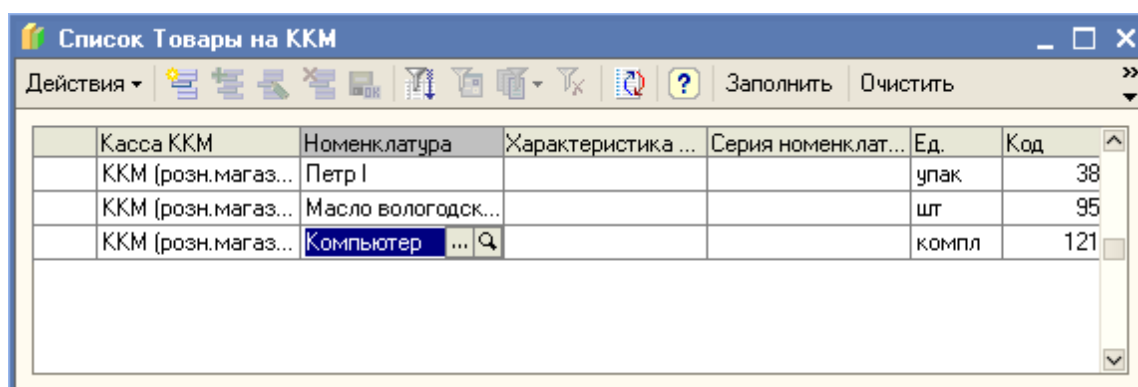 Список Товары на ККМ
Действия Заполнить Очистить
Касса ККМ Номенклатура Характеристика ... Серия номенклат... Ед. Код
ККМ (розн.магаз... Петр I упак 38
ККМ (розн.магаз... Масло вологодск... шт 95
ККМ (розн.магаз... Компьютер ... компл 121